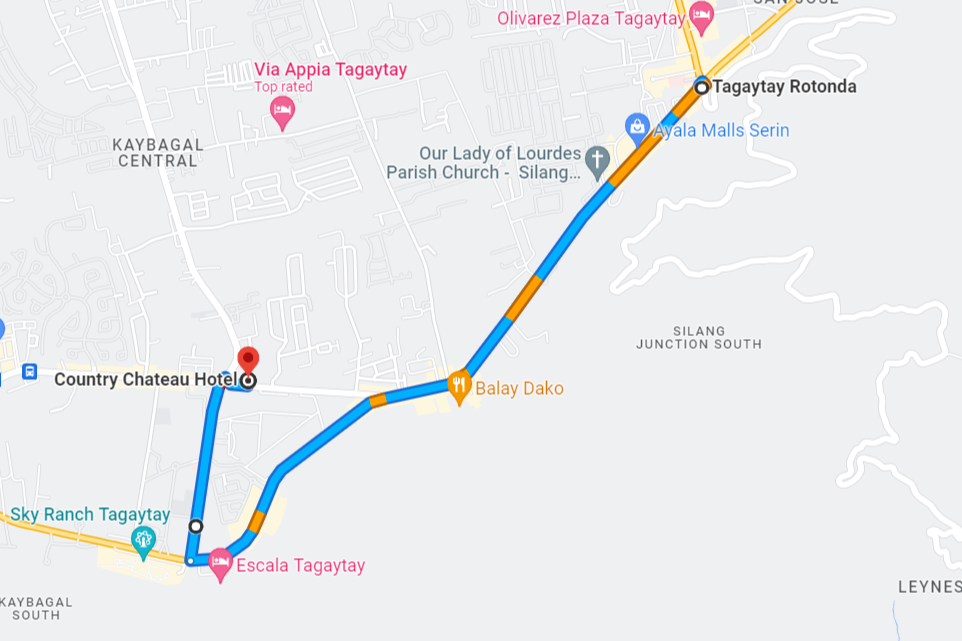 SAN JOSE
Olivarez Plaza Tagaytay
Via Appia Tagaytay
Top rated
Tagaytay Rotonda
Ayala Malls Serin
KAYBAGAL
CENTRAL
Our Lady of Lourdes
Parish Church - Silang...
SILANG
JUNCTION SOUTH
Country Chateau Hotel
Balay Dako
Sky Ranch Tagaytay
Escala Tagaytay
KAYBAGAL
SOUTH
LEYNES